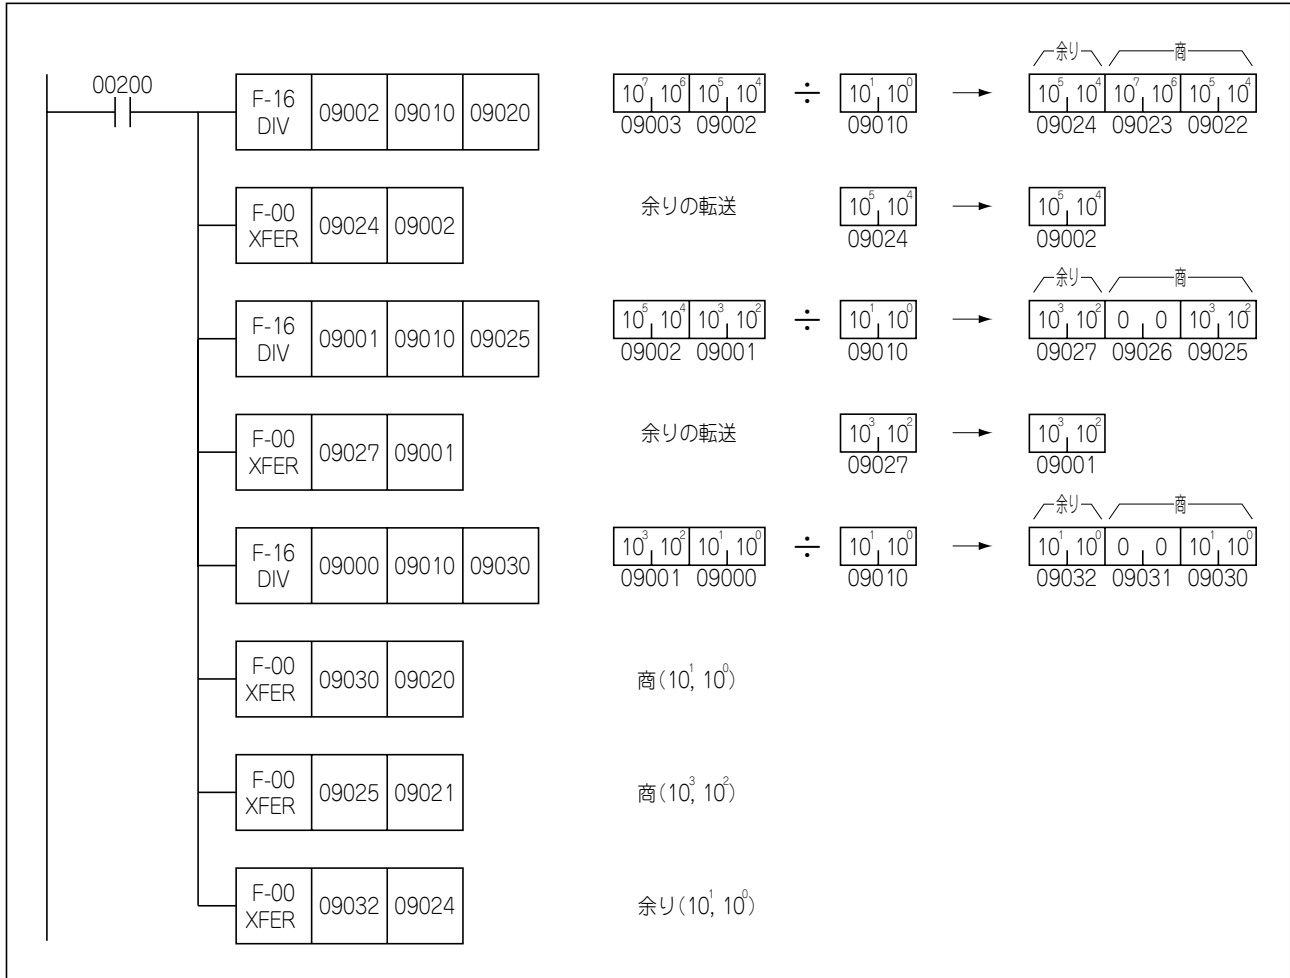 00200
F-16 DIV 09002 09010 09020
余り 商
10⁷ 10⁶ 10⁵ 10⁴ ÷ 10¹ 10⁰ → 10⁵ 10⁴ 10⁷ 10⁶ 10⁵ 10⁴
09003 09002 09010 09024 09023 09022
F-00 XFER 09024 09002
余りの転送 10⁵ 10⁴ → 10⁵ 10⁴
09024 09002
F-16 DIV 09001 09010 09025
余り 商
10⁵ 10⁴ 10³ 10² ÷ 10¹ 10⁰ → 10³ 10² 0 0 10³ 10²
09002 09001 09010 09027 09026 09025
F-00 XFER 09027 09001
余りの転送 10³ 10² → 10³ 10²
09027 09001
F-16 DIV 09000 09010 09030
余り 商
10³ 10² 10¹ 10⁰ ÷ 10¹ 10⁰ → 10¹ 10⁰ 0 0 10¹ 10⁰
09001 09000 09010 09032 09031 09030
F-00 XFER 09030 09020
商(10¹, 10⁰)
F-00 XFER 09025 09021
商(10³, 10²)
F-00 XFER 09032 09024
余り(10¹, 10⁰)